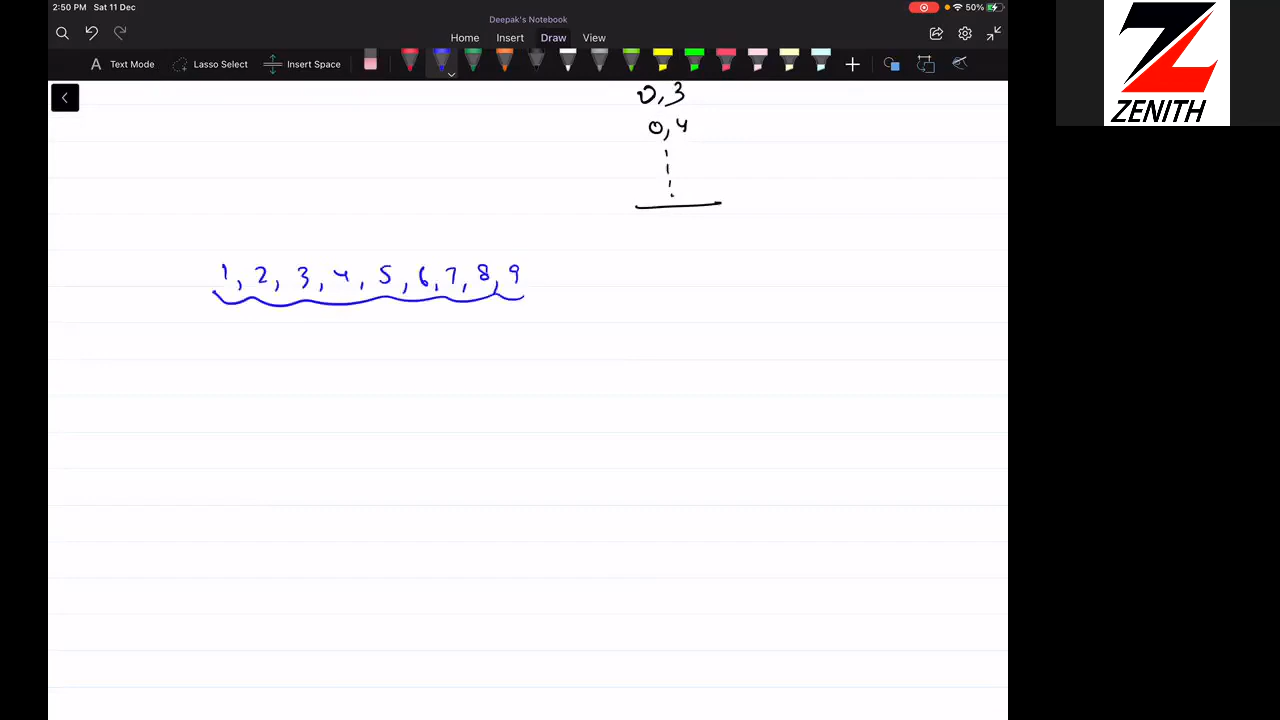 2:50 PM Sat 11 Dec 50%
Deepak's Notebook
Home Insert Draw View
A Text Mode Lasso Select Insert Space
ZENITH
0,3
0,4
1, 2, 3, 4, 5, 6, 7, 8, 9